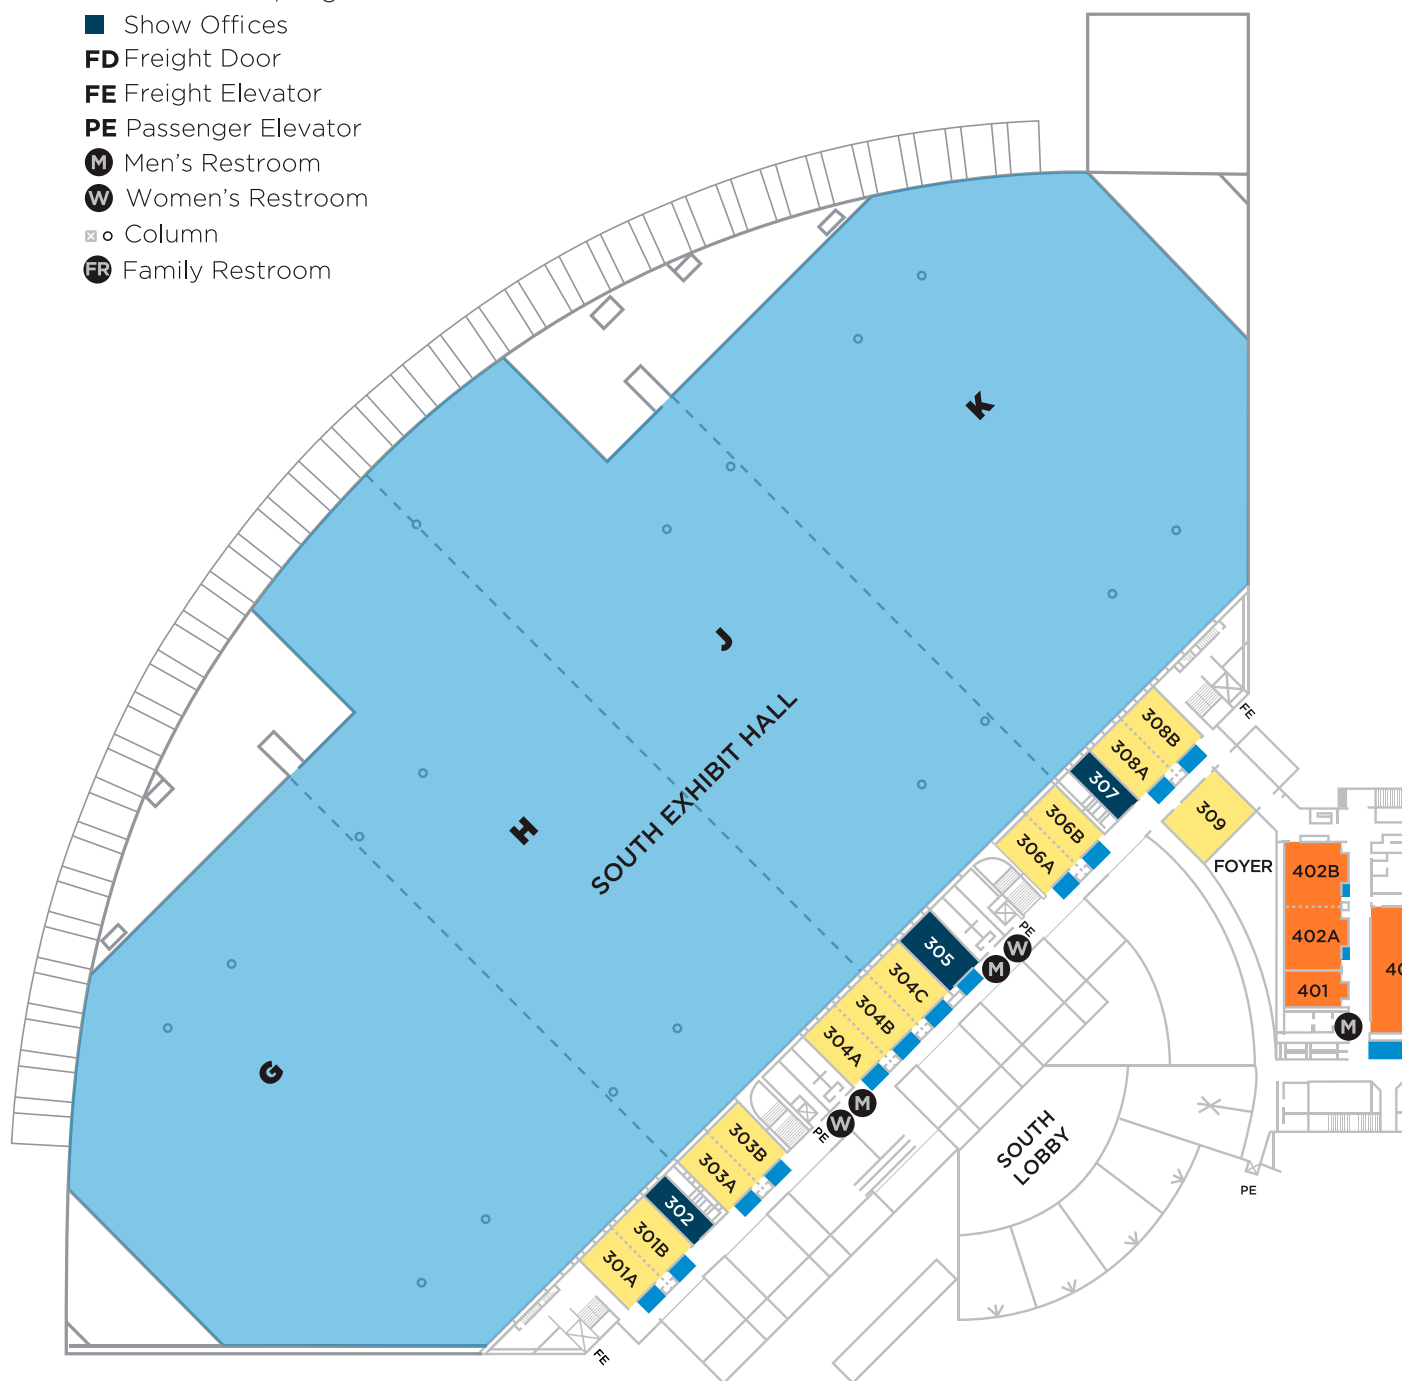 Show Offices
FD Freight Door
FE Freight Elevator
PE Passenger Elevator
M Men's Restroom
W Women's Restroom
Column
FR Family Restroom
K
J
SOUTH EXHIBIT HALL
H
G
308B
308A
307
FE
309
FOYER
306B
306A
PE
W
M
305
304C
304B
304A
M
W
PE
303B
303A
302
301B
301A
FE
402B
402A
401
M
SOUTH
LOBBY
PE